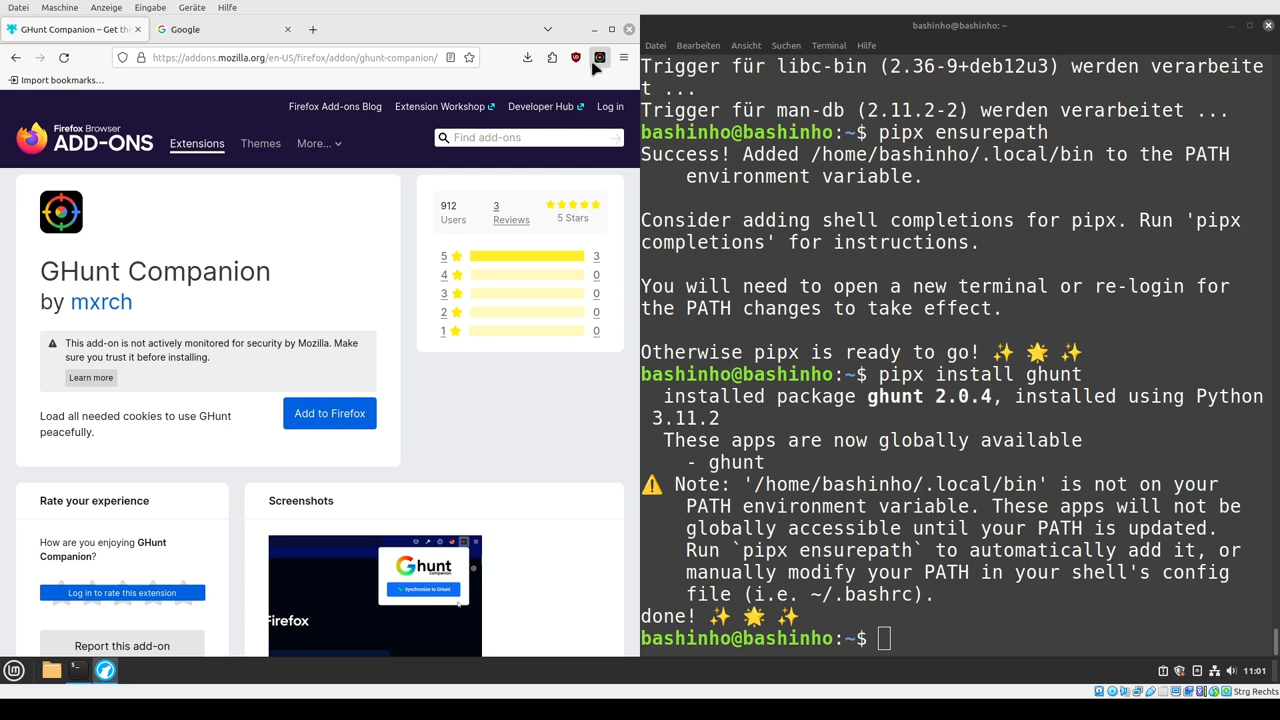 Datei Maschine Anzeige Eingabe Geräte Hilfe
GHunt Companion – Get thi
Google
https://addons.mozilla.org/en-US/firefox/addon/ghunt-companion/
Import bookmarks…
Firefox Add-ons Blog Extension Workshop Developer Hub Log in
Firefox Browser
ADD-ONS
Extensions Themes More...
Find add-ons
GHunt Companion
by mxrch
This add-on is not actively monitored for security by Mozilla. Make
sure you trust it before installing.
Learn more
Load all needed cookies to use GHunt
peacefully.
Add to Firefox
912 3
Users Reviews 5 Stars
5 3
4 0
3 0
2 0
1 0
Rate your experience
How are you enjoying GHunt
Companion?
Log in to rate this extension
Report this add-on
Screenshots
Ghunt
companion
Synchronize to GHunt
irefox
bashinho@bashinho: ~
Datei Bearbeiten Ansicht Suchen Terminal Hilfe
Trigger für libc-bin (2.36-9+deb12u3) werden verarbeite
t ...
Trigger für man-db (2.11.2-2) werden verarbeitet ...
bashinho@bashinho:~$ pipx ensurepath
Success! Added /home/bashinho/.local/bin to the PATH
environment variable.
Consider adding shell completions for pipx. Run 'pipx
completions' for instructions.
You will need to open a new terminal or re-login for
the PATH changes to take effect.
Otherwise pipx is ready to go! ✨ 🌟 ✨
bashinho@bashinho:~$ pipx install ghunt
installed package ghunt 2.0.4, installed using Python
3.11.2
These apps are now globally available
- ghunt
⚠️ Note: '/home/bashinho/.local/bin' is not on your
PATH environment variable. These apps will not be
globally accessible until your PATH is updated.
Run `pipx ensurepath` to automatically add it, or
manually modify your PATH in your shell's config
file (i.e. ~/.bashrc).
done! ✨ 🌟 ✨
bashinho@bashinho:~$
11:01
Strg Rechts